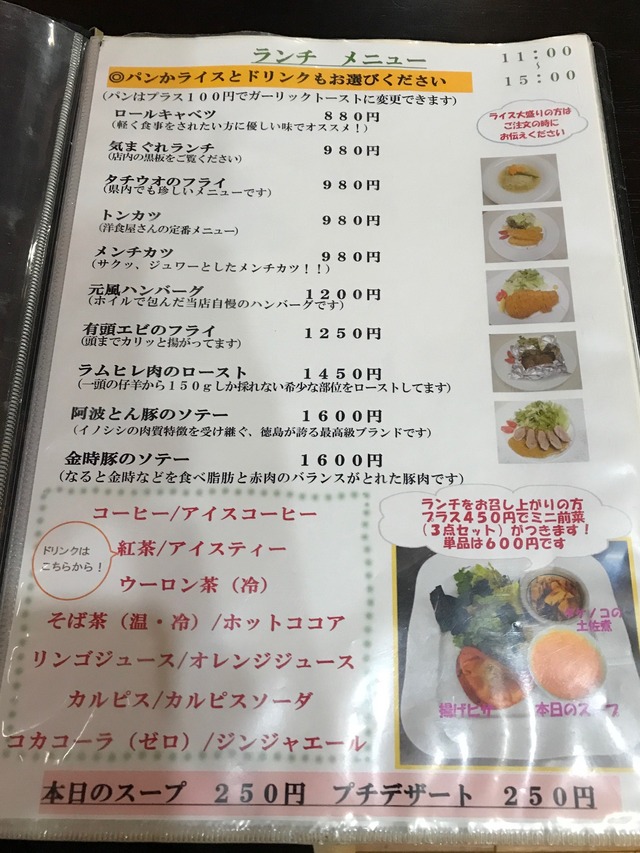 ランチ　メニュー
11：00
～
15：00
◎パンかライスとドリンクもお選びください
（パンはプラス１００円でガーリックトーストに変更できます）
ライス大盛りの方は
ご注文の時に
お伝えください
ロールキャベツ　８８０円
（軽く食事をされたい方に優しい味でオススメ！）
気まぐれランチ　９８０円
（店内の黒板をご覧ください）
タチウオのフライ　９８０円
（県内でも珍しいメニューです）
トンカツ　９８０円
（洋食屋さんの定番メニュー）
メンチカツ　９８０円
（サクッ、ジュワーとしたメンチカツ！！）
元風ハンバーグ　１２００円
（ホイルで包んだ当店自慢のハンバーグです）
有頭エビのフライ　１２５０円
（頭までカリッと揚がってます）
ラムヒレ肉のロースト　１４５０円
（一頭の仔羊から１５０ｇしか採れない希少な部位をローストしてます）
阿波とん豚のソテー　１６００円
（イノシシの肉質特徴を受け継ぐ、徳島が誇る最高級ブランドです）
金時豚のソテー　１６００円
（なると金時などを食べ脂肪と赤肉のバランスがとれた豚肉です）
ドリンクは
こちらから！
コーヒー/アイスコーヒー
紅茶/アイスティー
ウーロン茶（冷）
そば茶（温・冷）/ホットココア
リンゴジュース/オレンジジュース
カルピス/カルピスソーダ
コカコーラ（ゼロ）/ジンジャエール
ランチをお召し上がりの方
プラス４５０円でミニ前菜
（３点セット）がつきます！
単品は６００円です
タケノコの
土佐煮
揚げピザ
本日のスープ
本日のスープ　２５０円　プチデザート　２５０円